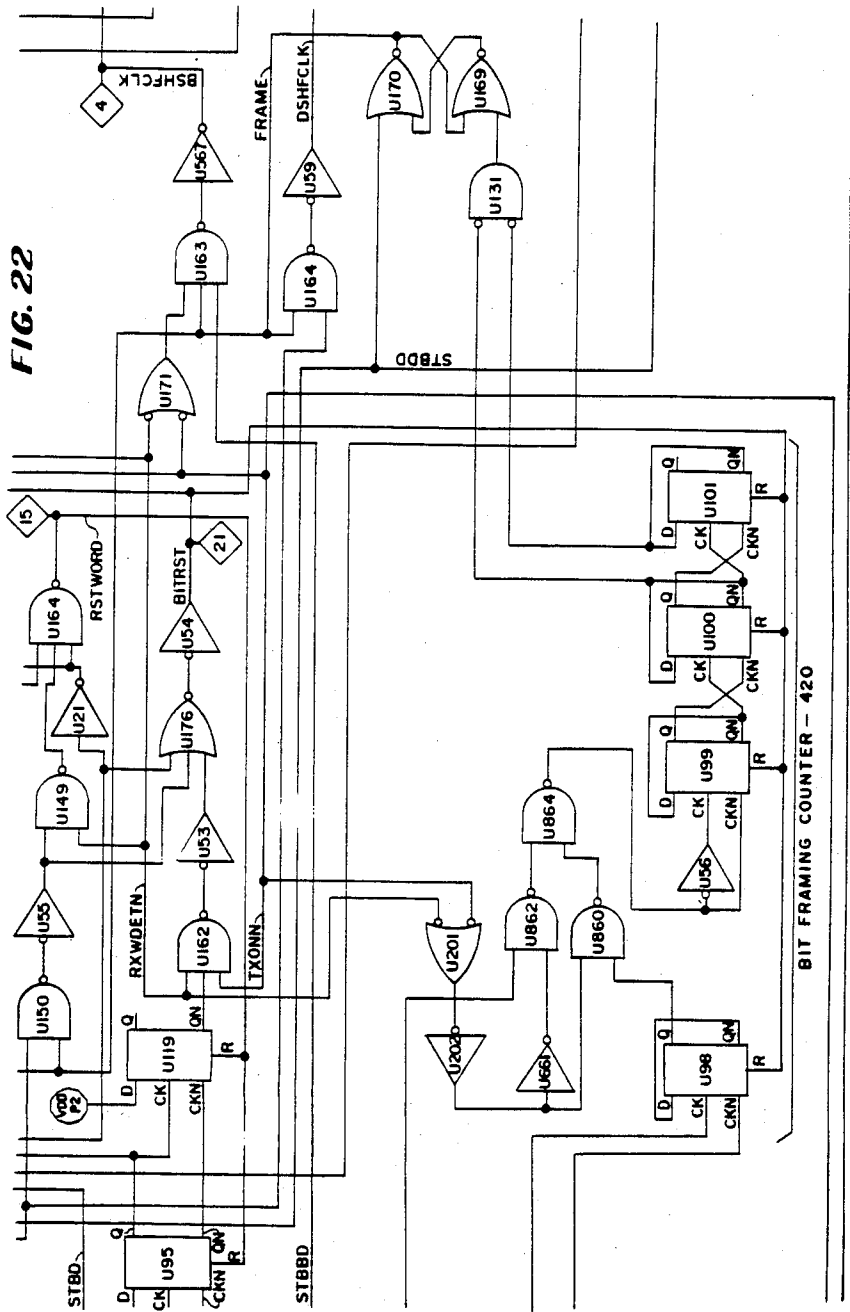 FIG. 22
4
BSHFCLK
U567
U163
FRAME
DSHFCLK
U59
U164
U170
U169
U131
STBDD
U171
15
RSTWORD
U164
U21
U149
U55
U150
BITRST
21
U54
U176
U53
U162
RXWDETN
TXONN
VDD
P2
D
Q
U119
CK
CKN
QN
R
STBD
D
Q
U95
CK
CKN
QN
R
STBBD
U201
U202
U661
U862
U860
U864
U56
D
Q
U98
CK
CKN
QN
R
D
Q
U99
CK
CKN
QN
R
D
Q
U100
CK
CKN
QN
R
D
Q
U101
CK
CKN
QN
R
BIT FRAMING COUNTER - 420